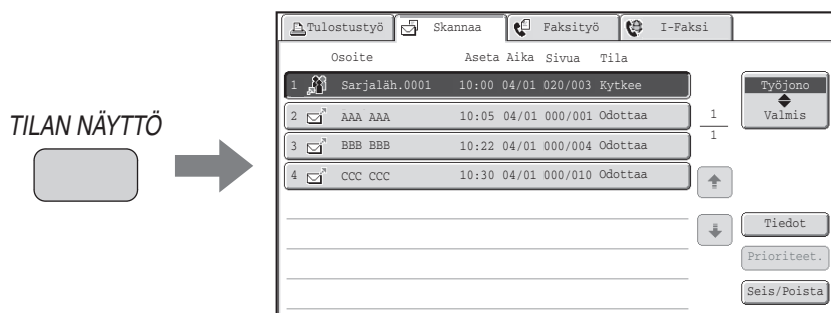 TILAN NÄYTTÖ
Tulostustyö Skannaa Faksityö I-Faksi
Osoite Aseta Aika Sivua Tila
1 Sarjaläh.0001 10:00 04/01 020/003 Kytkee
2 AAA AAA 10:05 04/01 000/001 Odottaa
3 BBB BBB 10:22 04/01 000/004 Odottaa
4 CCC CCC 10:30 04/01 000/010 Odottaa
1
1
Työjono
Valmis
Tiedot
Prioriteet.
Seis/Poista